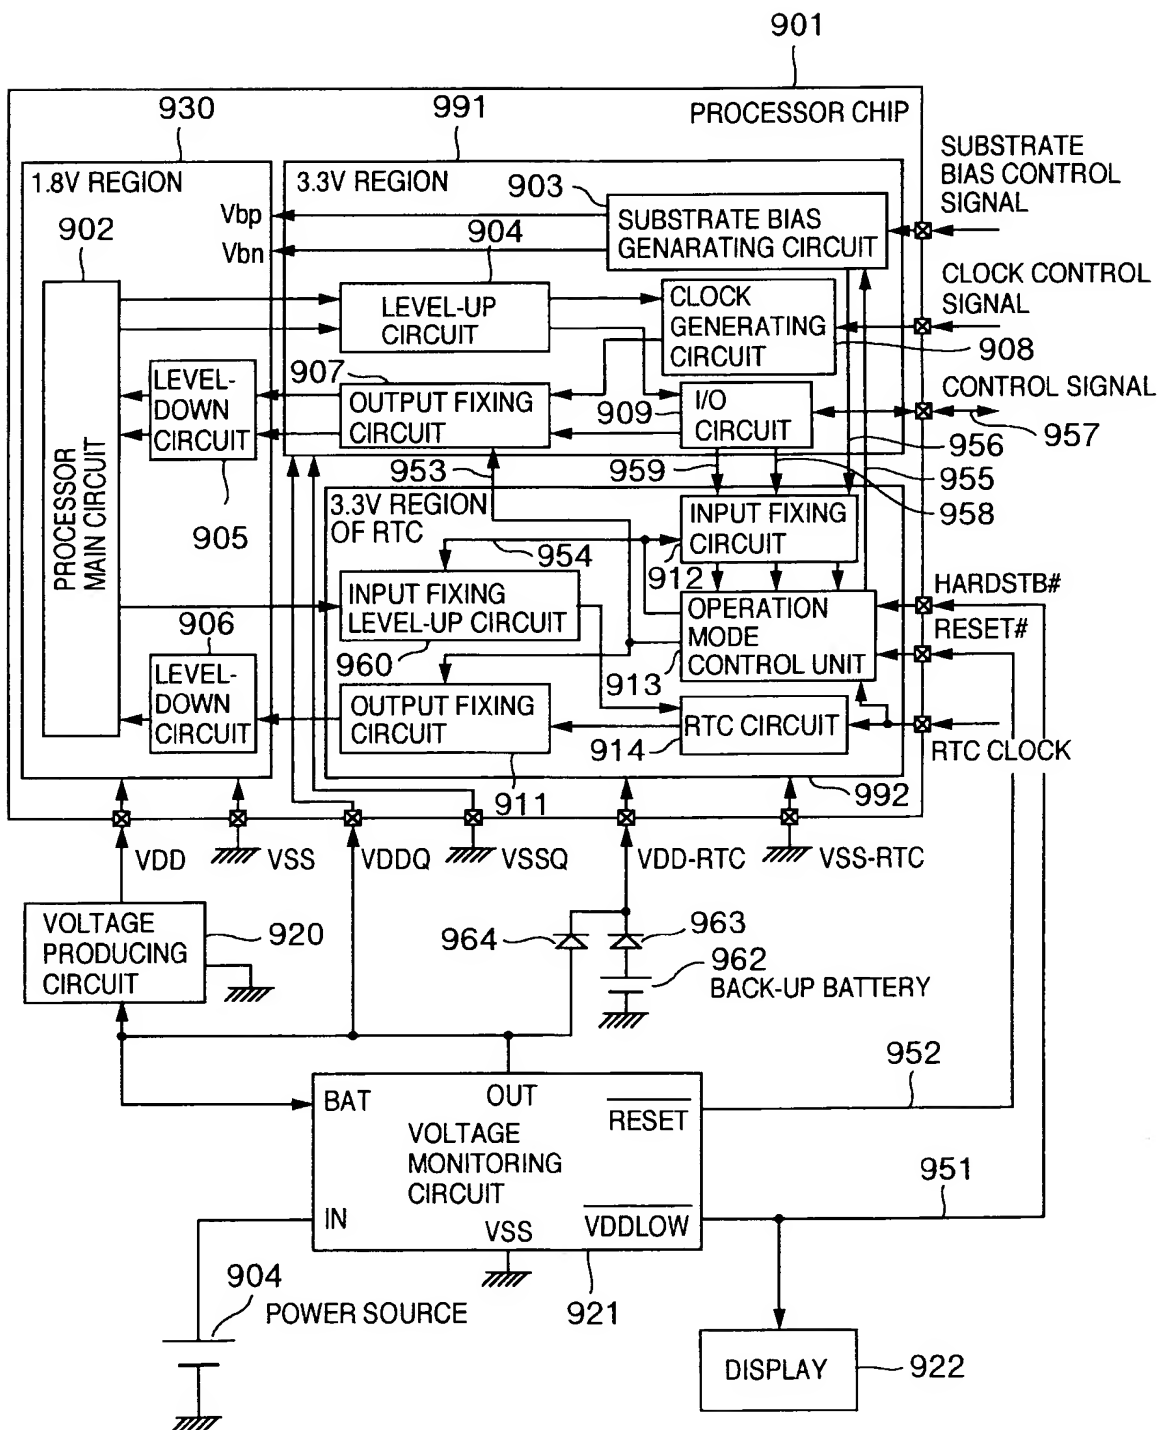 901
PROCESSOR CHIP
930
991
1.8V REGION
3.3V REGION
903
SUBSTRATE
BIAS CONTROL
SIGNAL
Vbp
Vbn
SUBSTRATE BIAS
GENARATING CIRCUIT
902
904
LEVEL-UP
CIRCUIT
CLOCK
GENERATING
CIRCUIT
CLOCK CONTROL
SIGNAL
908
907
LEVEL-
DOWN
CIRCUIT
OUTPUT FIXING
CIRCUIT
909
I/O
CIRCUIT
CONTROL SIGNAL
957
956
955
958
959
953
905
PROCESSOR
MAIN CIRCUIT
3.3V REGION
OF RTC
954
INPUT FIXING
CIRCUIT
912
INPUT FIXING
LEVEL-UP CIRCUIT
960
OPERATION
MODE
CONTROL UNIT
913
HARDSTB#
RESET#
906
LEVEL-
DOWN
CIRCUIT
OUTPUT FIXING
CIRCUIT
911
RTC CIRCUIT
914
RTC CLOCK
992
VDD
VSS
VDDQ
VSSQ
VDD-RTC
VSS-RTC
VOLTAGE
PRODUCING
CIRCUIT
920
964
963
962
BACK-UP BATTERY
952
BAT
OUT
RESET
VOLTAGE
MONITORING
CIRCUIT
951
IN
VSS
VDDLOW
904
POWER SOURCE
921
DISPLAY
922